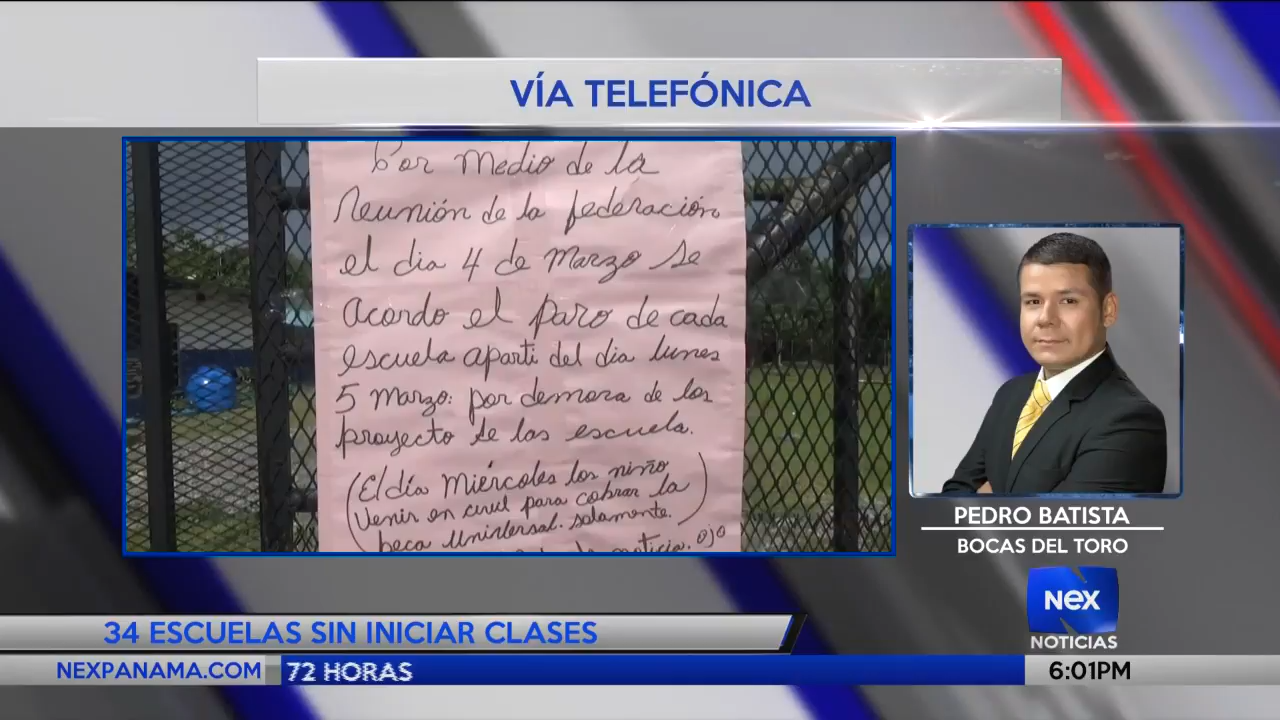 VÍA TELEFÓNICA
Por medio de la
Reunión de la federación
el dia 4 de Marzo se
Acordo el paro de cada
escuela aparti del dia lunes
5 Marzo: por demora de los
proyecto de las escuela.
(El día Miércoles los niño
venir en civil para cobrar la
beca Universal. solamente.)
noticia. ojo
PEDRO BATISTA
BOCAS DEL TORO
NEX
NOTICIAS
34 ESCUELAS SIN INICIAR CLASES
NEXPANAMA.COM
72 HORAS
6:01PM